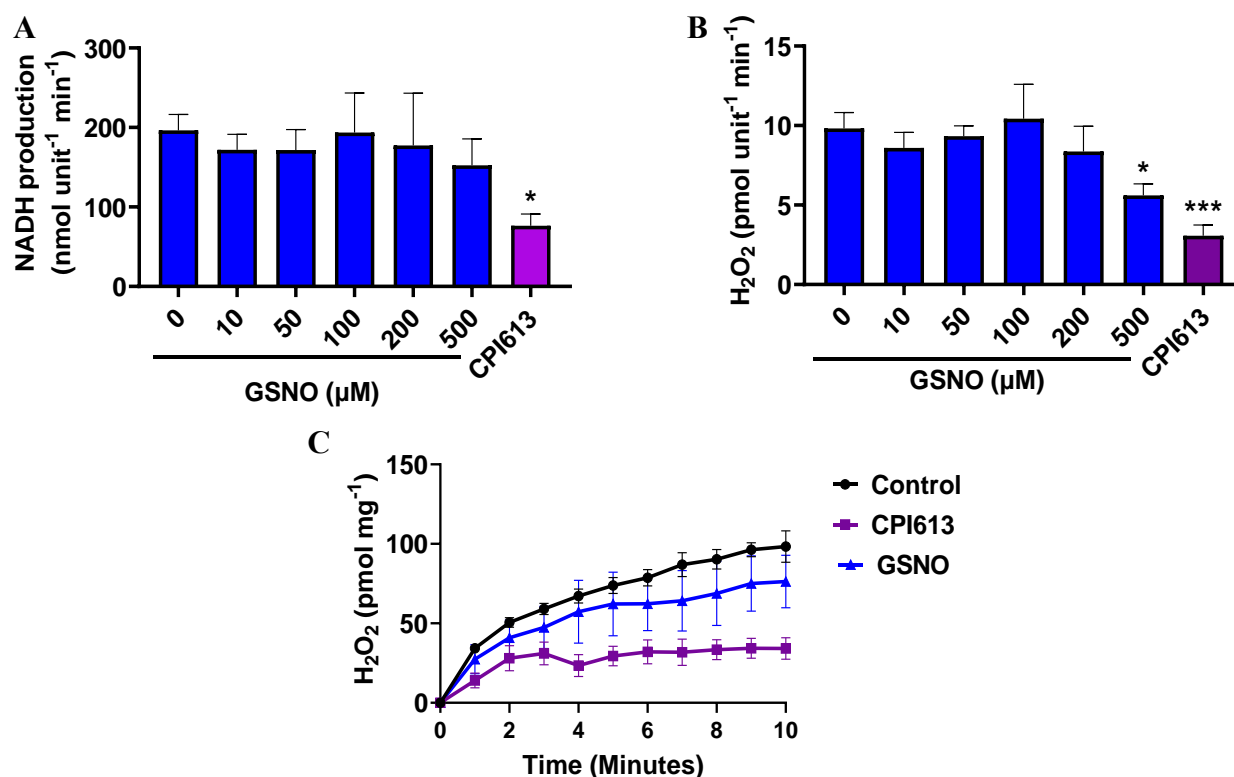 A
NADH production
(nmol unit⁻¹ min⁻¹)
300
200
100
0
*
0
10
50
100
200
500
CPI613
GSNO (µM)
B
H₂O₂ (pmol unit⁻¹ min⁻¹)
15
10
5
0
*
***
0
10
50
100
200
500
CPI613
GSNO (µM)
C
H₂O₂ (pmol mg⁻¹)
150
100
50
0
0 2 4 6 8 10
Time (Minutes)
Control
CPI613
GSNO